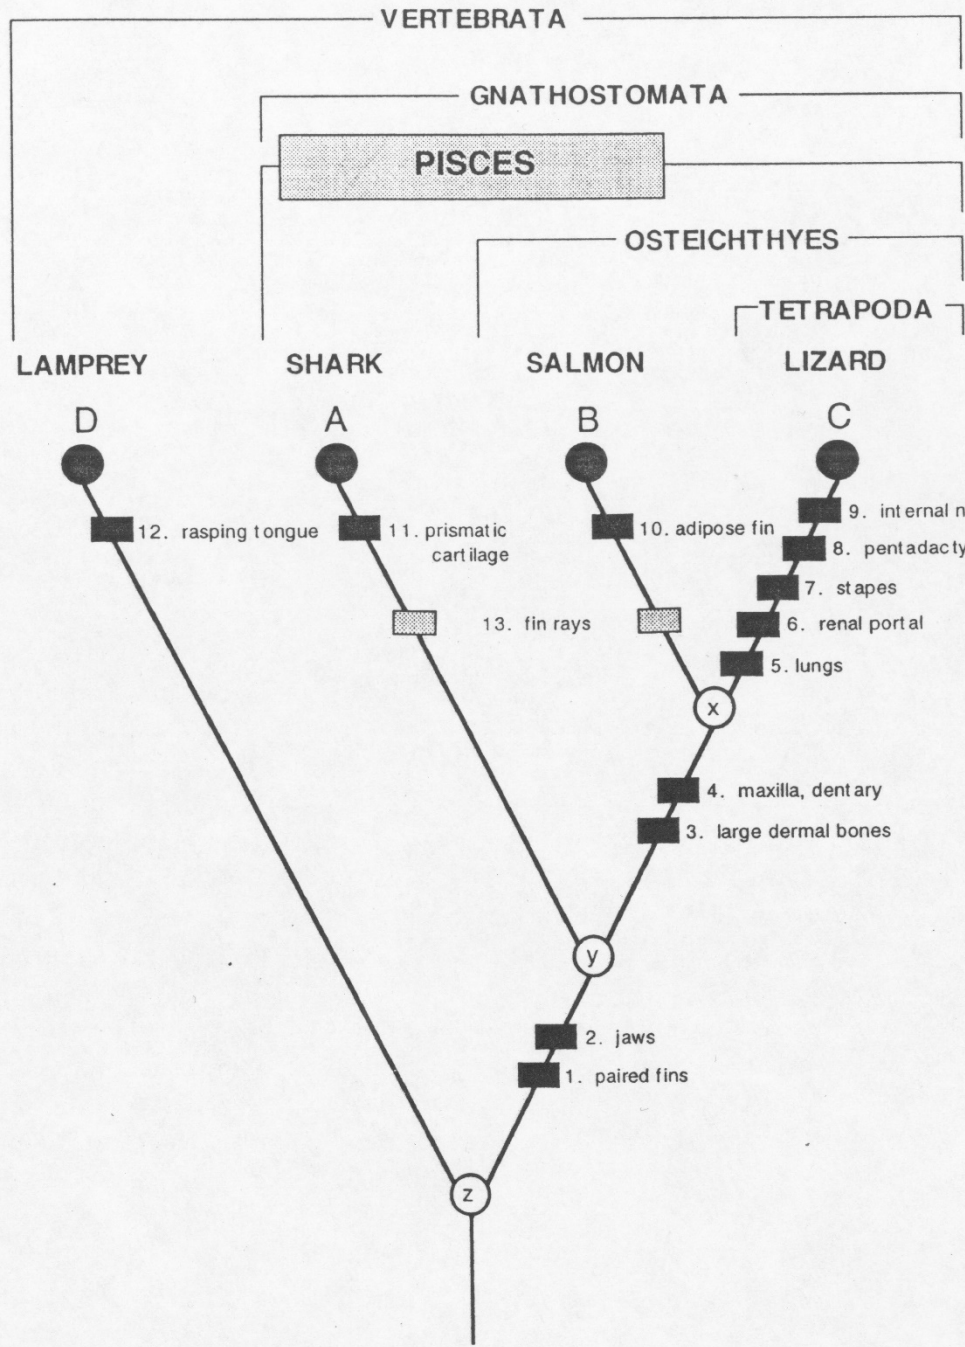 VERTEBRATA
GNATHOSTOMATA
PISCES
OSTEICHTHYES
TETRAPODA
LAMPREY SHARK SALMON LIZARD
D A B C
12. rasping tongue
11. prismatic
cartilage
10. adipose fin
9. internal n
8. pentadacty
7. stapes
13. fin rays
6. renal portal
5. lungs
x
4. maxilla, dentary
3. large dermal bones
y
2. jaws
1. paired fins
z